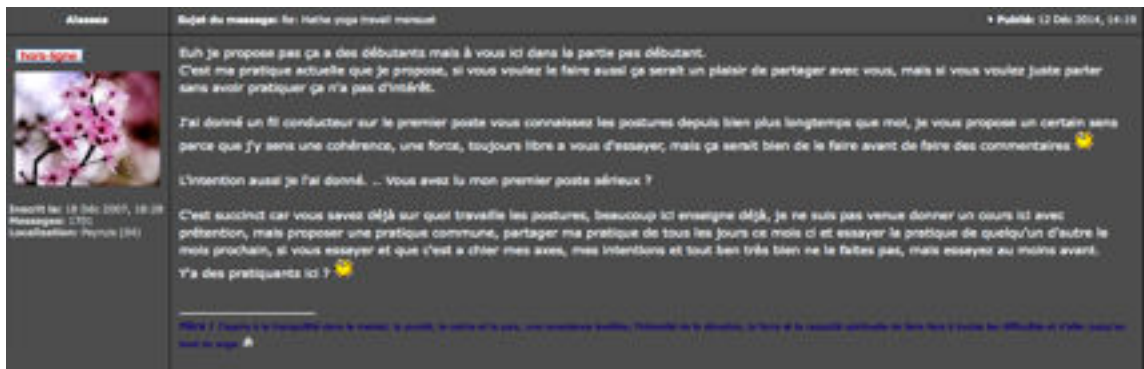 Sujet du message: Re: Hatha yoga travail mensuel
Publié: 12 Déc 2014, 14:19
hors-ligne
Euh je propose pas ça a des débutants mais à vous ici dans la partie pas débutant.
C'est ma pratique actuelle que je propose, si vous voulez le faire aussi ça serait un plaisir de partager avec vous, mais si vous voulez juste parler
sans avoir pratiquer ça n'a pas d'intérêt.
J'ai donné un fil conducteur sur le premier poste vous connaissez les postures depuis bien plus longtemps que moi, je vous propose un certain sens
parce que j'y sens une cohérence, une force, toujours libre a vous d'essayer, mais ça serait bien de le faire avant de faire des commentaires
L'intention aussi je l'ai donné. ... Vous avez lu mon premier poste sérieux ?
Inscrit le: 18 Déc 2007, 18:28
Messages: 1701
Localisation:
C'est succinct car vous savez déjà sur quoi travaille les postures, beaucoup ici enseigne déjà, je ne suis pas venue donner un cours ici avec
prétention, mais proposer une pratique commune, partager ma pratique de tous les jours ce mois ci et essayer la pratique de quelqu'un d'autre le
mois prochain, si vous essayer et que c'est a chier mes axes, mes intentions et tout ben très bien ne le faites pas, mais essayez au moins avant.
Y'a des pratiquants ici ?